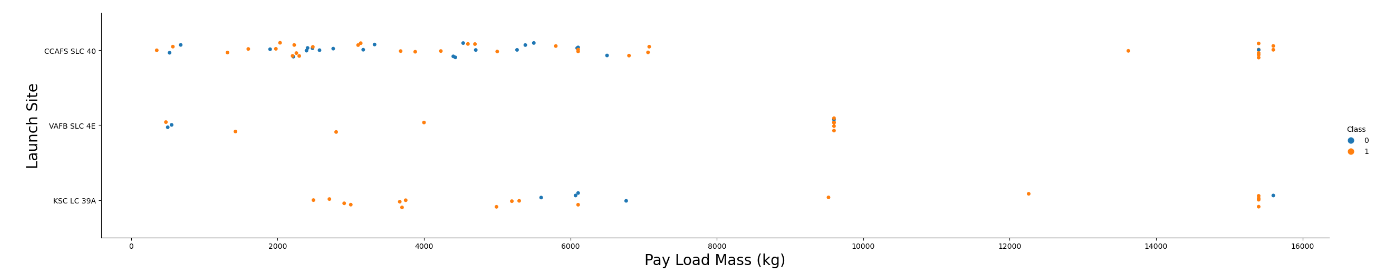 CCAFS SLC 40
VAFB SLC 4E
KSC LC 39A
Launch Site
0
2000
4000
6000
8000
10000
12000
14000
16000
Pay Load Mass (kg)
Class
0
1